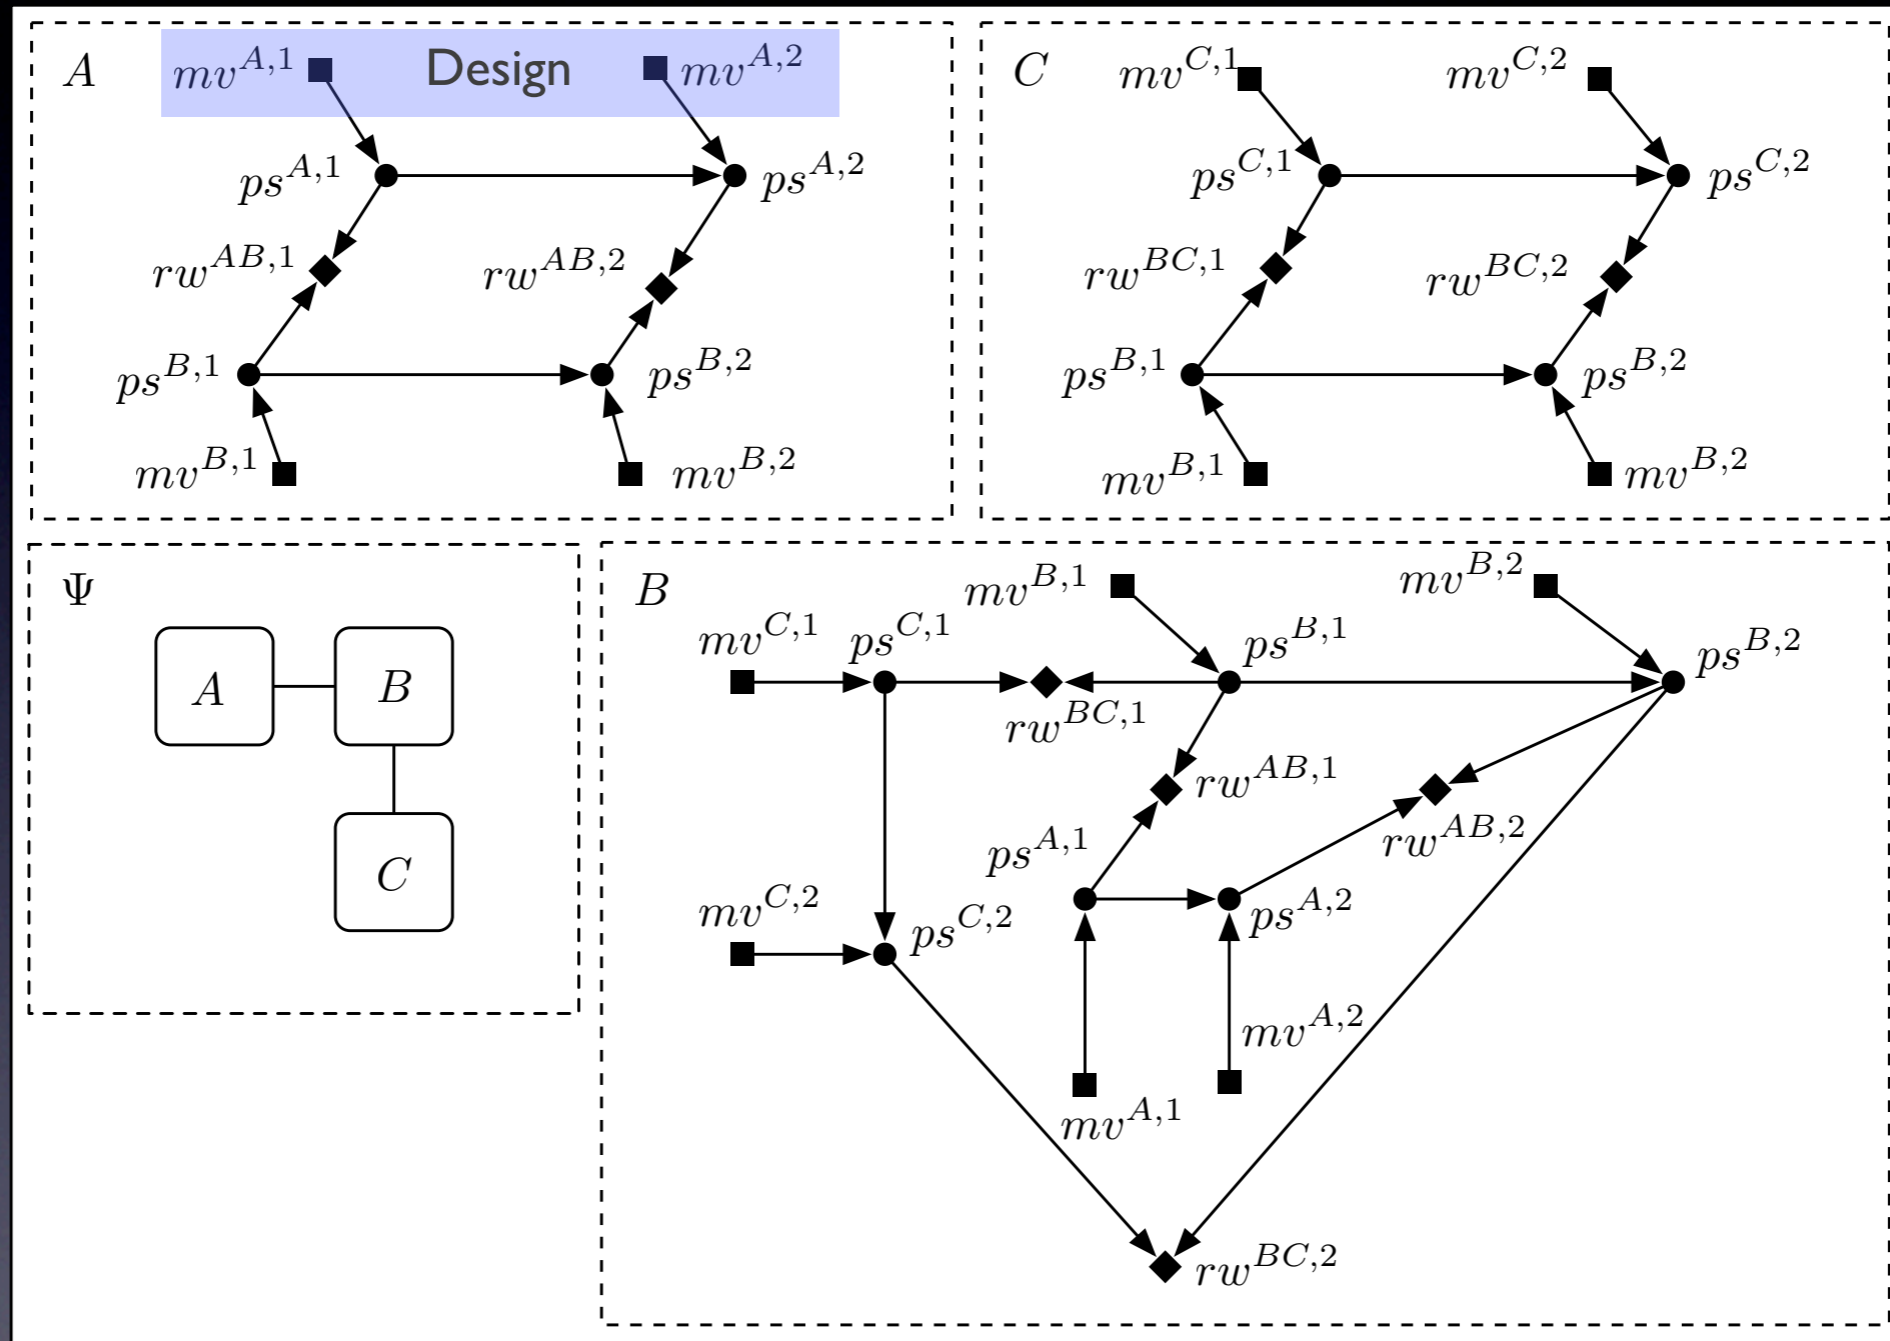 A
mv^{A,1} Design mv^{A,2}
ps^{A,1} ps^{A,2}
rw^{AB,1} rw^{AB,2}
ps^{B,1} ps^{B,2}
mv^{B,1} mv^{B,2}
C
mv^{C,1} mv^{C,2}
ps^{C,1} ps^{C,2}
rw^{BC,1} rw^{BC,2}
ps^{B,1} ps^{B,2}
mv^{B,1} mv^{B,2}
Ψ
A B
C
B
mv^{B,1} mv^{B,2}
mv^{C,1} ps^{C,1} ps^{B,1} ps^{B,2}
rw^{BC,1}
rw^{AB,1}
rw^{AB,2}
ps^{A,1}
mv^{C,2} ps^{C,2} ps^{A,2}
mv^{A,2}
mv^{A,1}
rw^{BC,2}